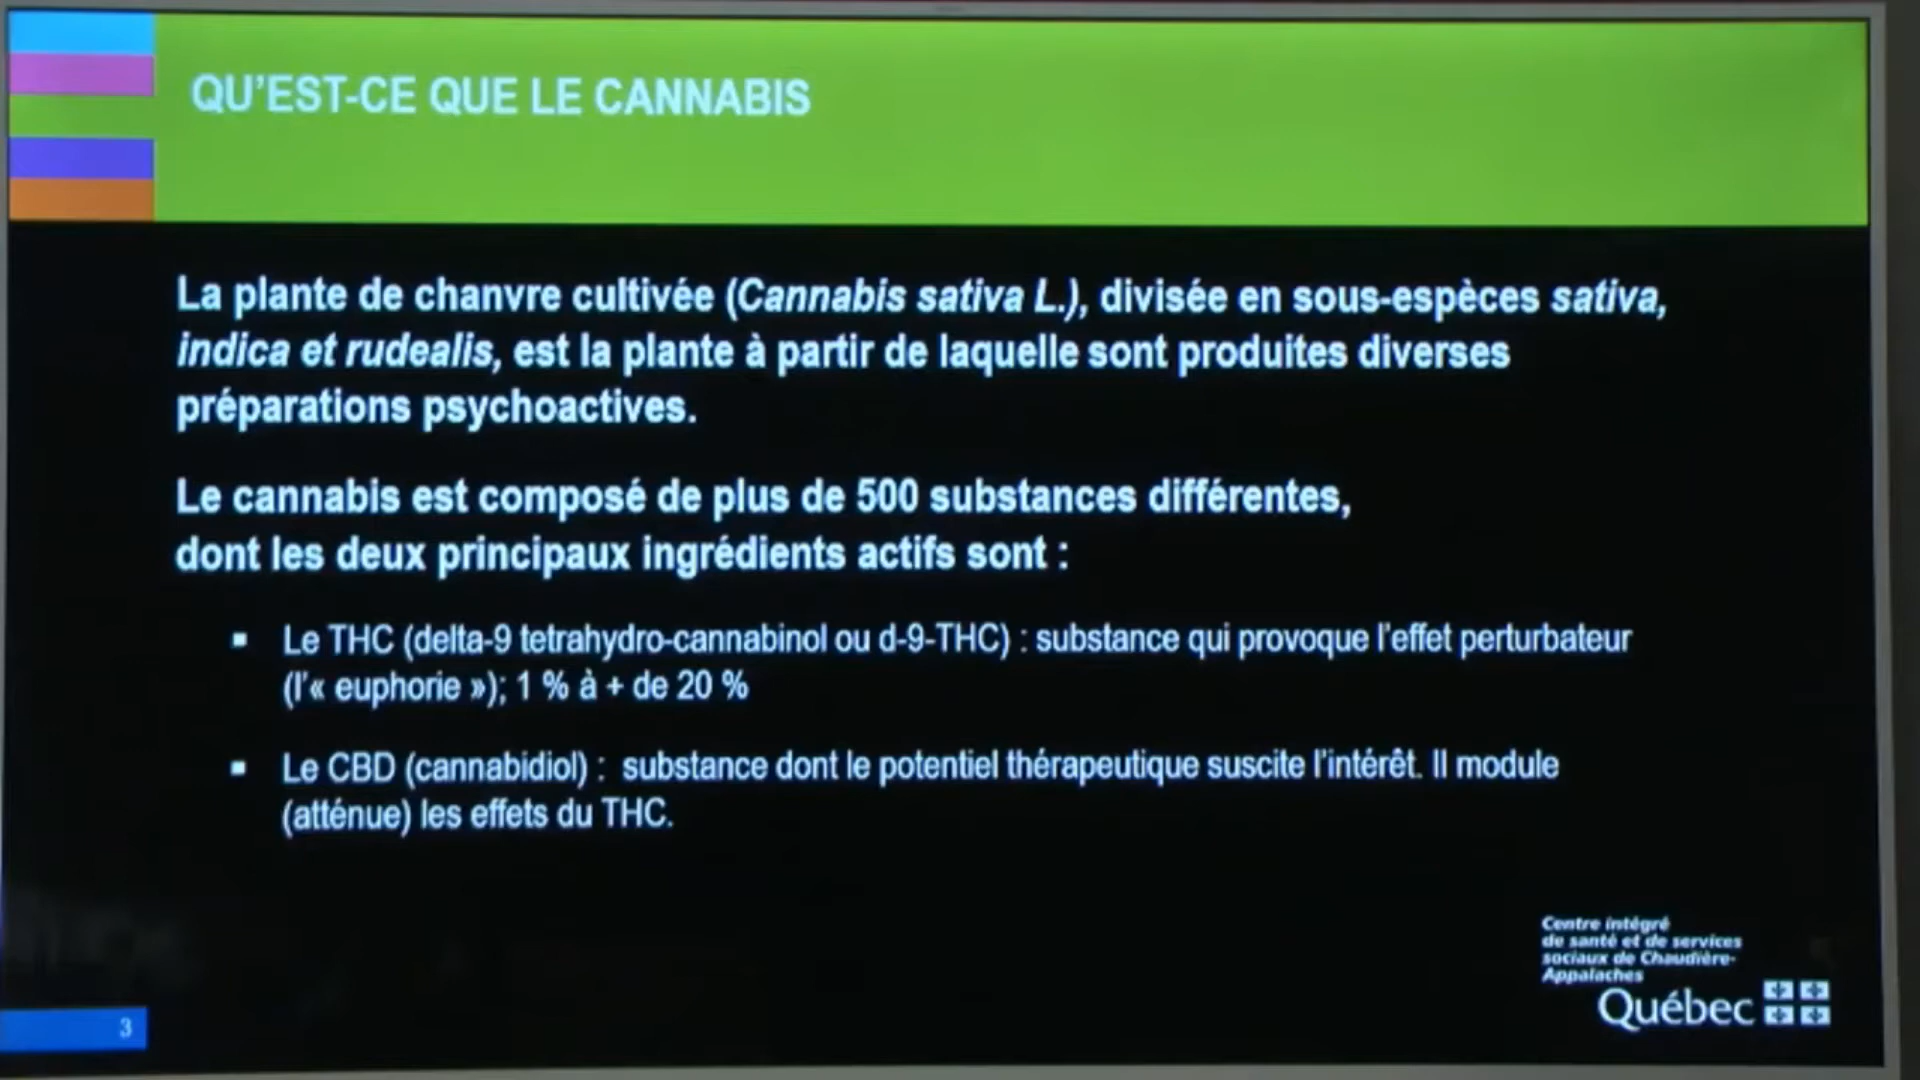 QU'EST-CE QUE LE CANNABIS
La plante de chanvre cultivée (Cannabis sativa L.), divisée en sous-espèces sativa,
indica et rudealis, est la plante à partir de laquelle sont produites diverses
préparations psychoactives.
Le cannabis est composé de plus de 500 substances différentes,
dont les deux principaux ingrédients actifs sont :
▪ Le THC (delta-9 tetrahydro-cannabinol ou d-9-THC) : substance qui provoque l'effet perturbateur
(l'« euphorie »); 1 % à + de 20 %
▪ Le CBD (cannabidiol) : substance dont le potentiel thérapeutique suscite l'intérêt. Il module
(atténue) les effets du THC.
Centre intégré
de santé et de services
sociaux de Chaudière-
Appalaches
Québec
3